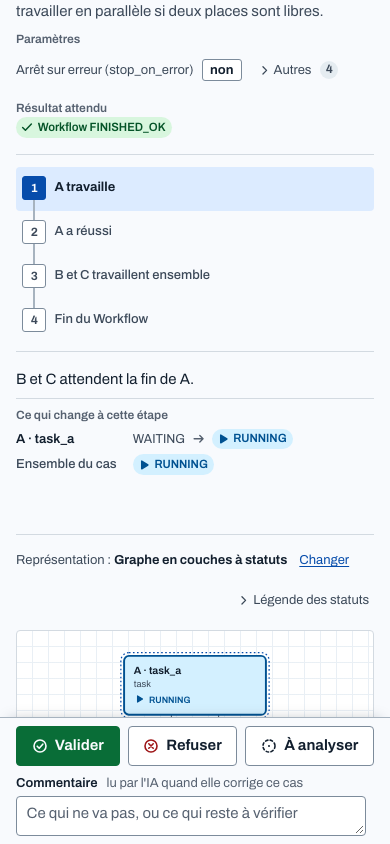 travailler en parallèle si deux places sont libres.
Paramètres
Arrêt sur erreur (stop_on_error) non Autres 4
Résultat attendu
Workflow FINISHED_OK
1 A travaille
2 A a réussi
3 B et C travaillent ensemble
4 Fin du Workflow
B et C attendent la fin de A.
Ce qui change à cette étape
A · task_a WAITING → RUNNING
Ensemble du cas RUNNING
Représentation : Graphe en couches à statuts Changer
Légende des statuts
A · task_a
task
RUNNING
Valider Refuser À analyser
Commentaire lu par l'IA quand elle corrige ce cas
Ce qui ne va pas, ou ce qui reste à vérifier